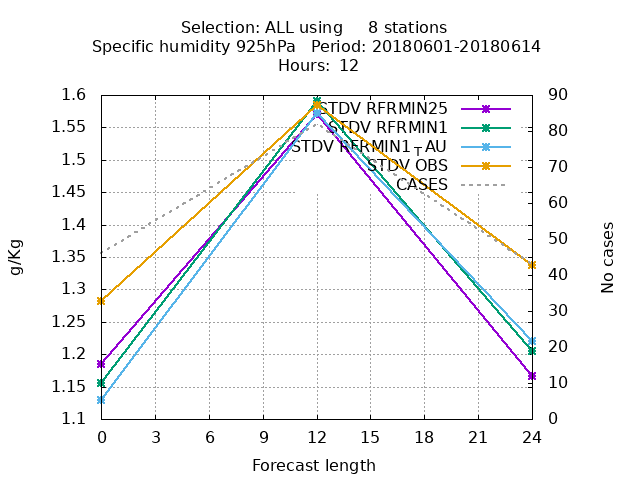 Selection: ALL using     8 stations
Specific humidity 925hPa   Period: 20180601-20180614
Hours:  12
1.6
1.55
1.5
1.45
1.4
1.35
1.3
1.25
1.2
1.15
1.1
g/Kg
STDV RFRMIN25
STDV RFRMIN1
STDV RFRMIN1TAU
STDV OBS
CASES
90
80
70
60
50
40
30
20
10
0
No cases
0 3 6 9 12 15 18 21 24
Forecast length